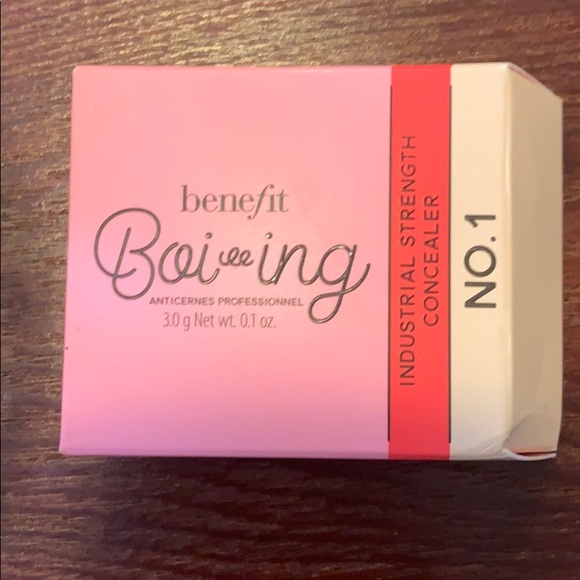 benefit
Boi-ing
ANTICERNES PROFESSIONNEL
3.0 g Net wt. 0.1 oz.
INDUSTRIAL STRENGTH
CONCEALER
NO.1